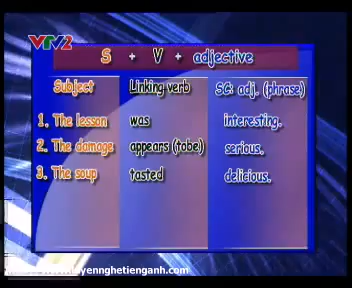 VTV2
S + V + adjective
Subject Linking verb SC: adj. (phrase)
1. The lesson was interesting.
2. The damage appears (tobe) serious.
3. The soup tasted delicious.
yennghetienganh.com